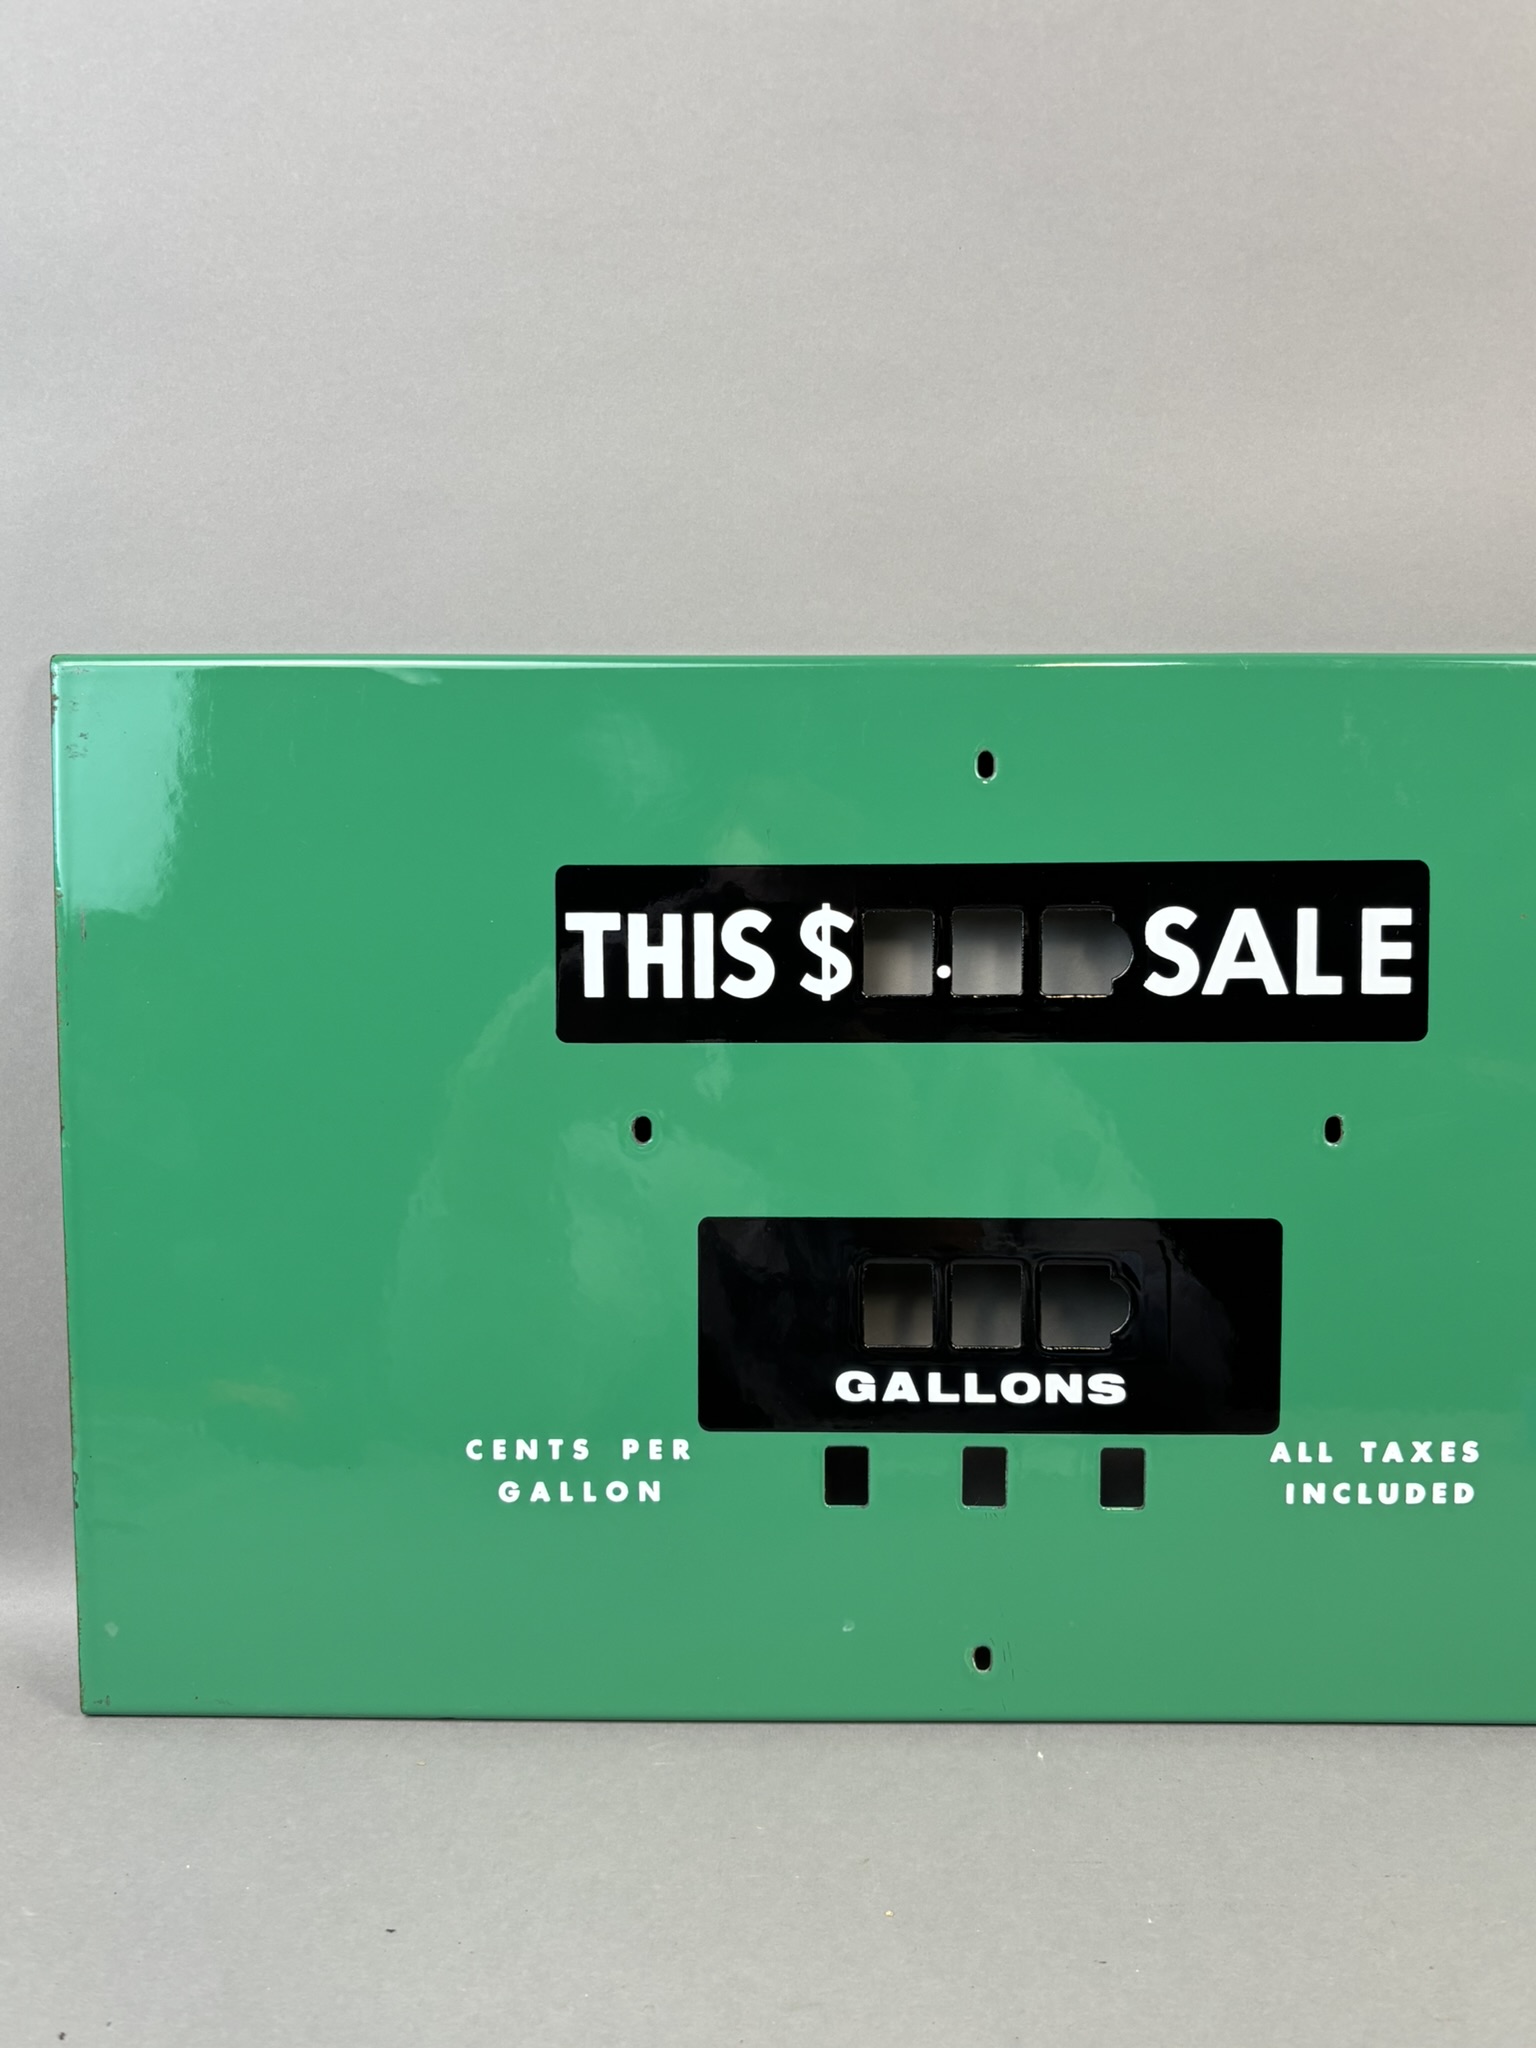 THIS $ . SALE
GALLONS
CENTS PER
GALLON
ALL TAXES
INCLUDED